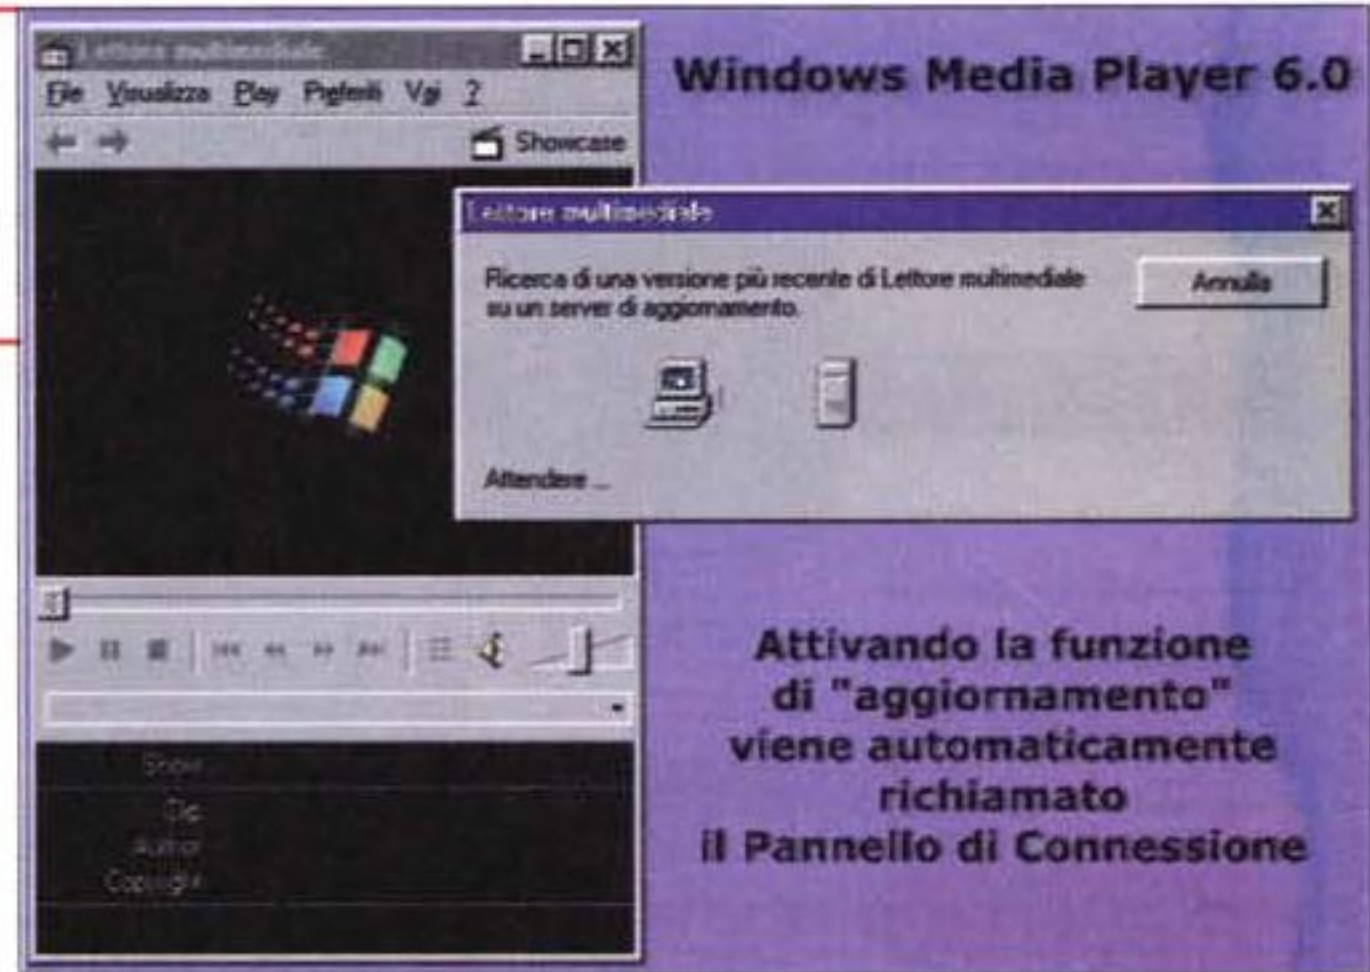 Lettore multimediale
File Visualizza Play Preferiti Vai ?
Showcase
Windows Media Player 6.0
Lettore multimediale
Ricerca di una versione più recente di Lettore multimediale
su un server di aggiornamento.
Annulla
Attendere ...
Show
Clip
Author
Copyright
Attivando la funzione
di "aggiornamento"
viene automaticamente
richiamato
il Pannello di Connessione